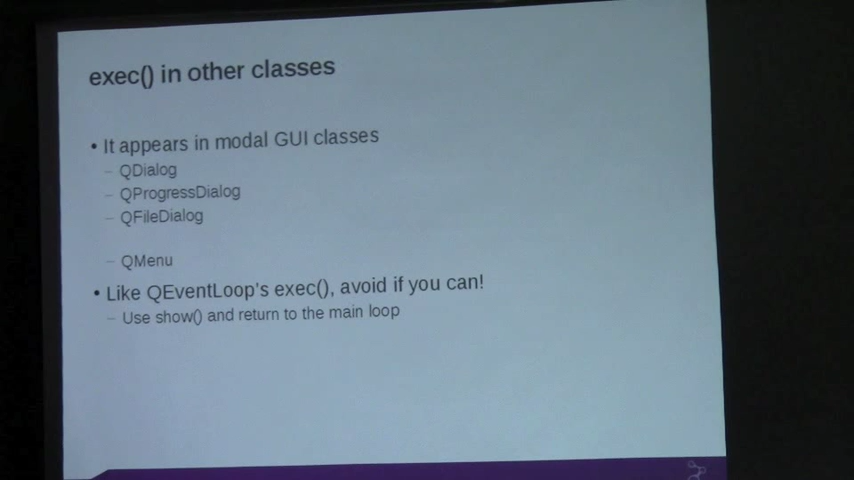 exec() in other classes
• It appears in modal GUI classes
– QDialog
– QProgressDialog
– QFileDialog
– QMenu
• Like QEventLoop's exec(), avoid if you can!
– Use show() and return to the main loop